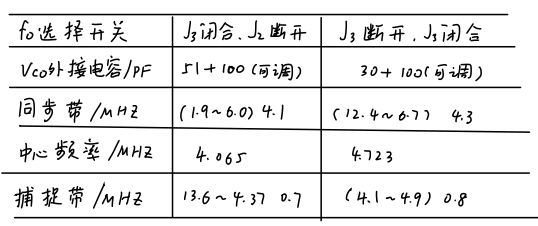 f₀选择开关 J₃闭合、J₂断开 J₃断开、J₃闭合
Vco外接电容/PF 51+100(可调) 30+100(可调)
同步带/MHZ (1.9~6.0) 4.1 (12.4~6.7) 4.3
中心频率/MHZ 4.065 4.723
捕捉带/MHZ 13.6~4.37 0.7 (4.1~4.9) 0.8